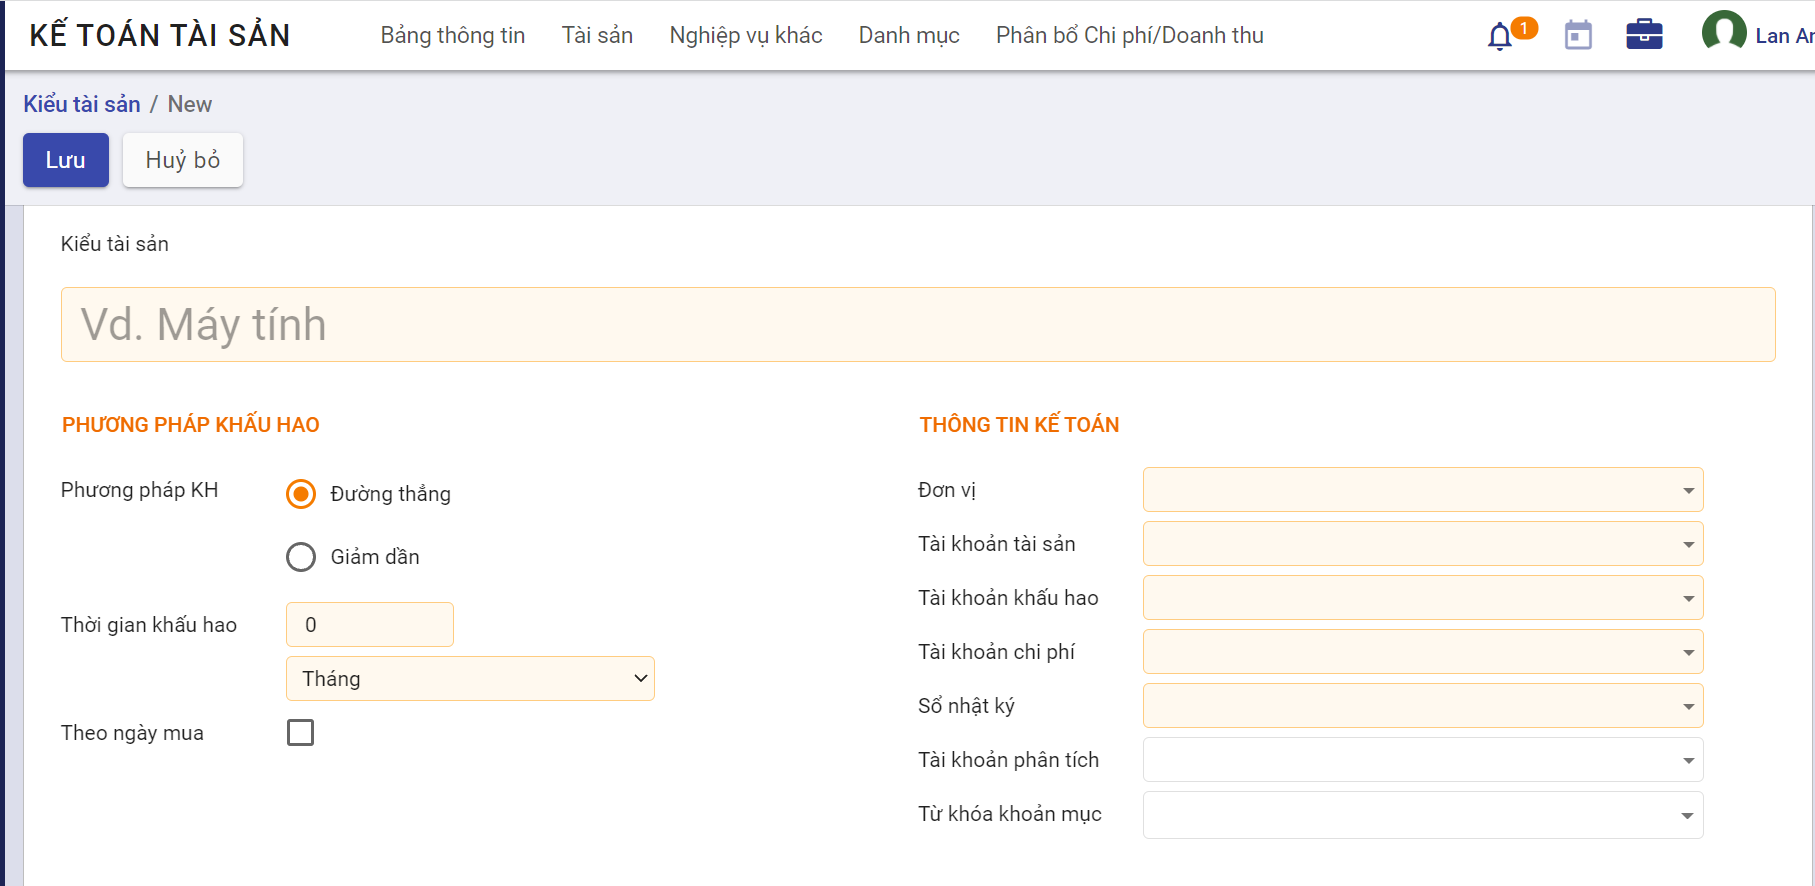 KẾ TOÁN TÀI SẢN
Bảng thông tin
Tài sản
Nghiệp vụ khác
Danh mục
Phân bổ Chi phí/Doanh thu
1
Lan
Kiểu tài sản / New
Lưu
Huỷ bỏ
Kiểu tài sản
Vd. Máy tính
PHƯƠNG PHÁP KHẤU HAO
Phương pháp KH
Đường thẳng
Giảm dần
Thời gian khấu hao
0
Tháng
Theo ngày mua
THÔNG TIN KẾ TOÁN
Đơn vị
Tài khoản tài sản
Tài khoản khấu hao
Tài khoản chi phí
Sổ nhật ký
Tài khoản phân tích
Từ khóa khoản mục